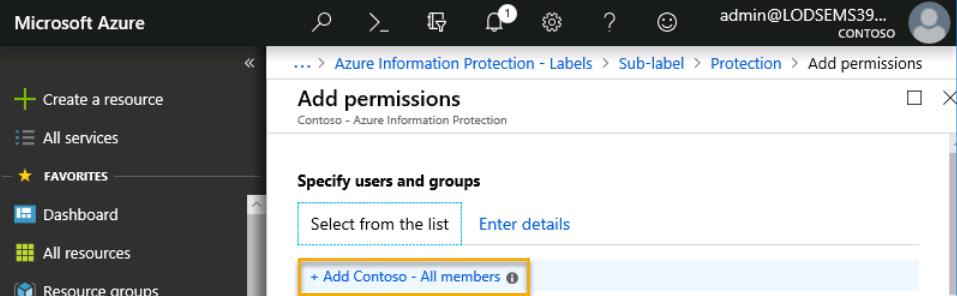 Microsoft Azure
1
admin@LODSEMS39...
CONTOSO
... > Azure Information Protection - Labels > Sub-label > Protection > Add permissions
Add permissions
Contoso - Azure Information Protection
Create a resource
All services
FAVORITES
Dashboard
All resources
Resource groups
Specify users and groups
Select from the list Enter details
+ Add Contoso - All members